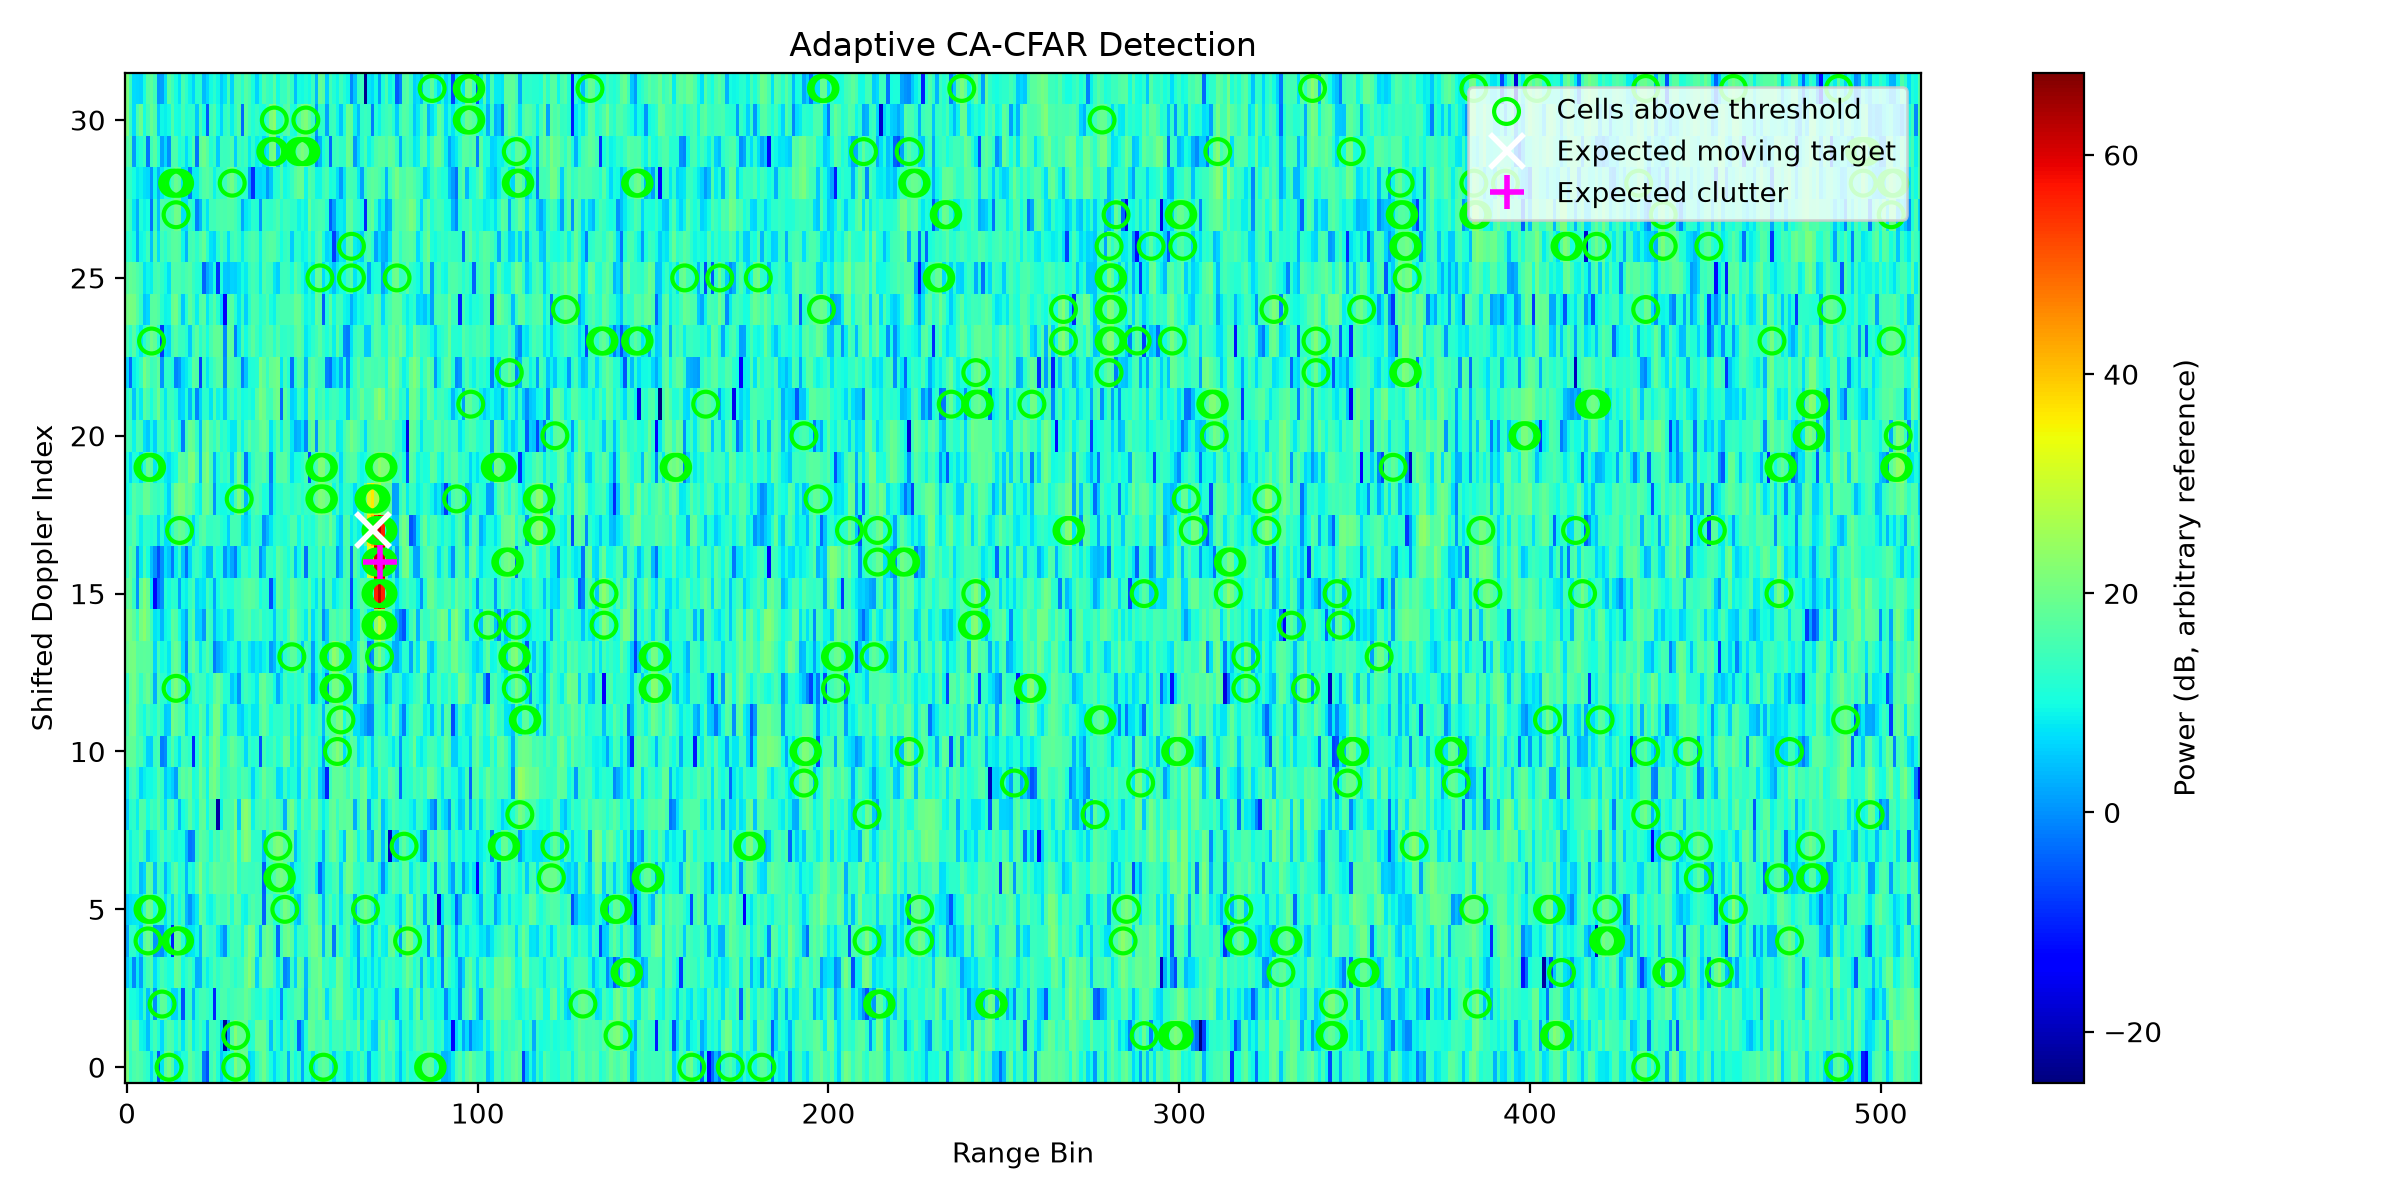 Adaptive CA-CFAR Detection
Cells above threshold
Expected moving target
Expected clutter
30
25
20
15
10
5
0
Shifted Doppler Index
0 100 200 300 400 500
Range Bin
60
40
20
0
−20
Power (dB, arbitrary reference)